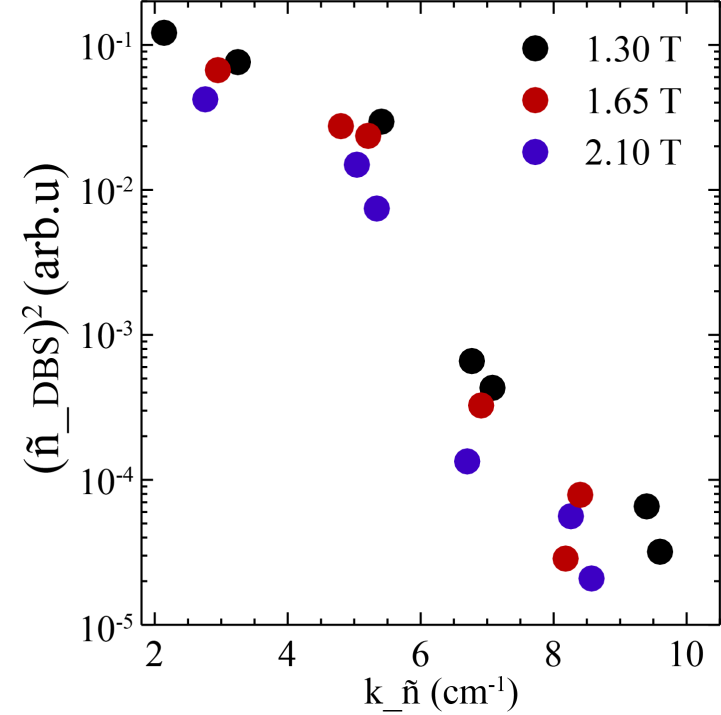 (ñ_DBS)² (arb.u)
10⁻¹
10⁻²
10⁻³
10⁻⁴
10⁻⁵
1.30 T
1.65 T
2.10 T
2 4 6 8 10
k_ñ (cm⁻¹)